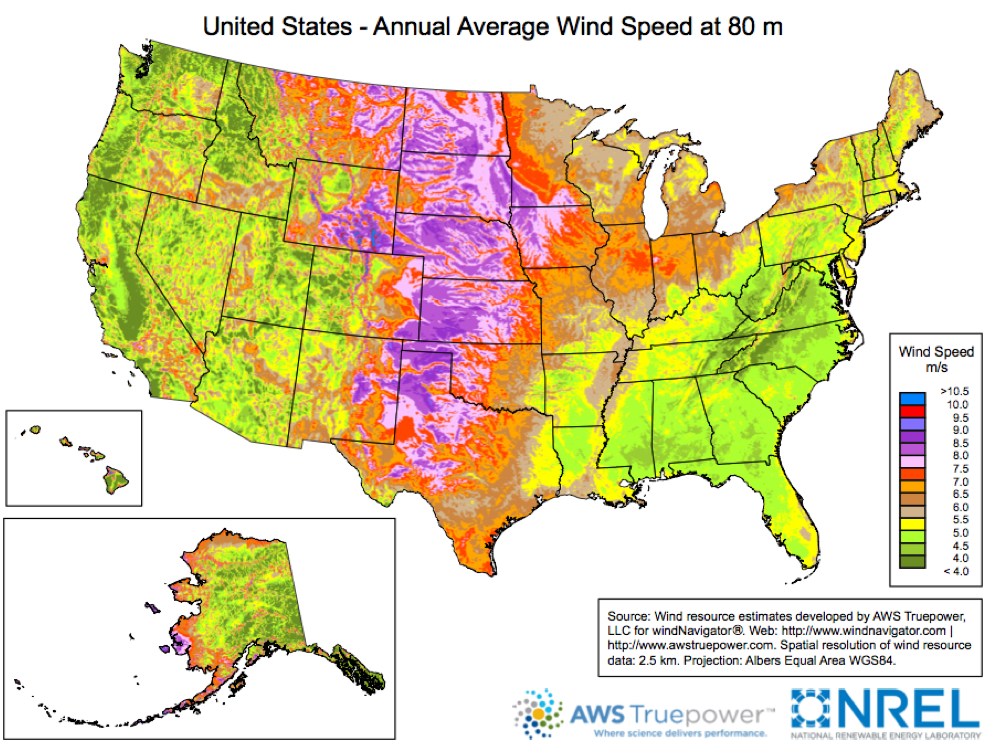 United States - Annual Average Wind Speed at 80 m
Wind Speed
m/s
>10.5
10.0
9.5
9.0
8.5
8.0
7.5
7.0
6.5
6.0
5.5
5.0
4.5
4.0
< 4.0
Source: Wind resource estimates developed by AWS Truepower,
LLC for windNavigator®. Web: http://www.windnavigator.com |
http://www.awstruepower.com. Spatial resolution of wind resource
data: 2.5 km. Projection: Albers Equal Area WGS84.
AWS Truepower™
Where science delivers performance.
NREL
NATIONAL RENEWABLE ENERGY LABORATORY